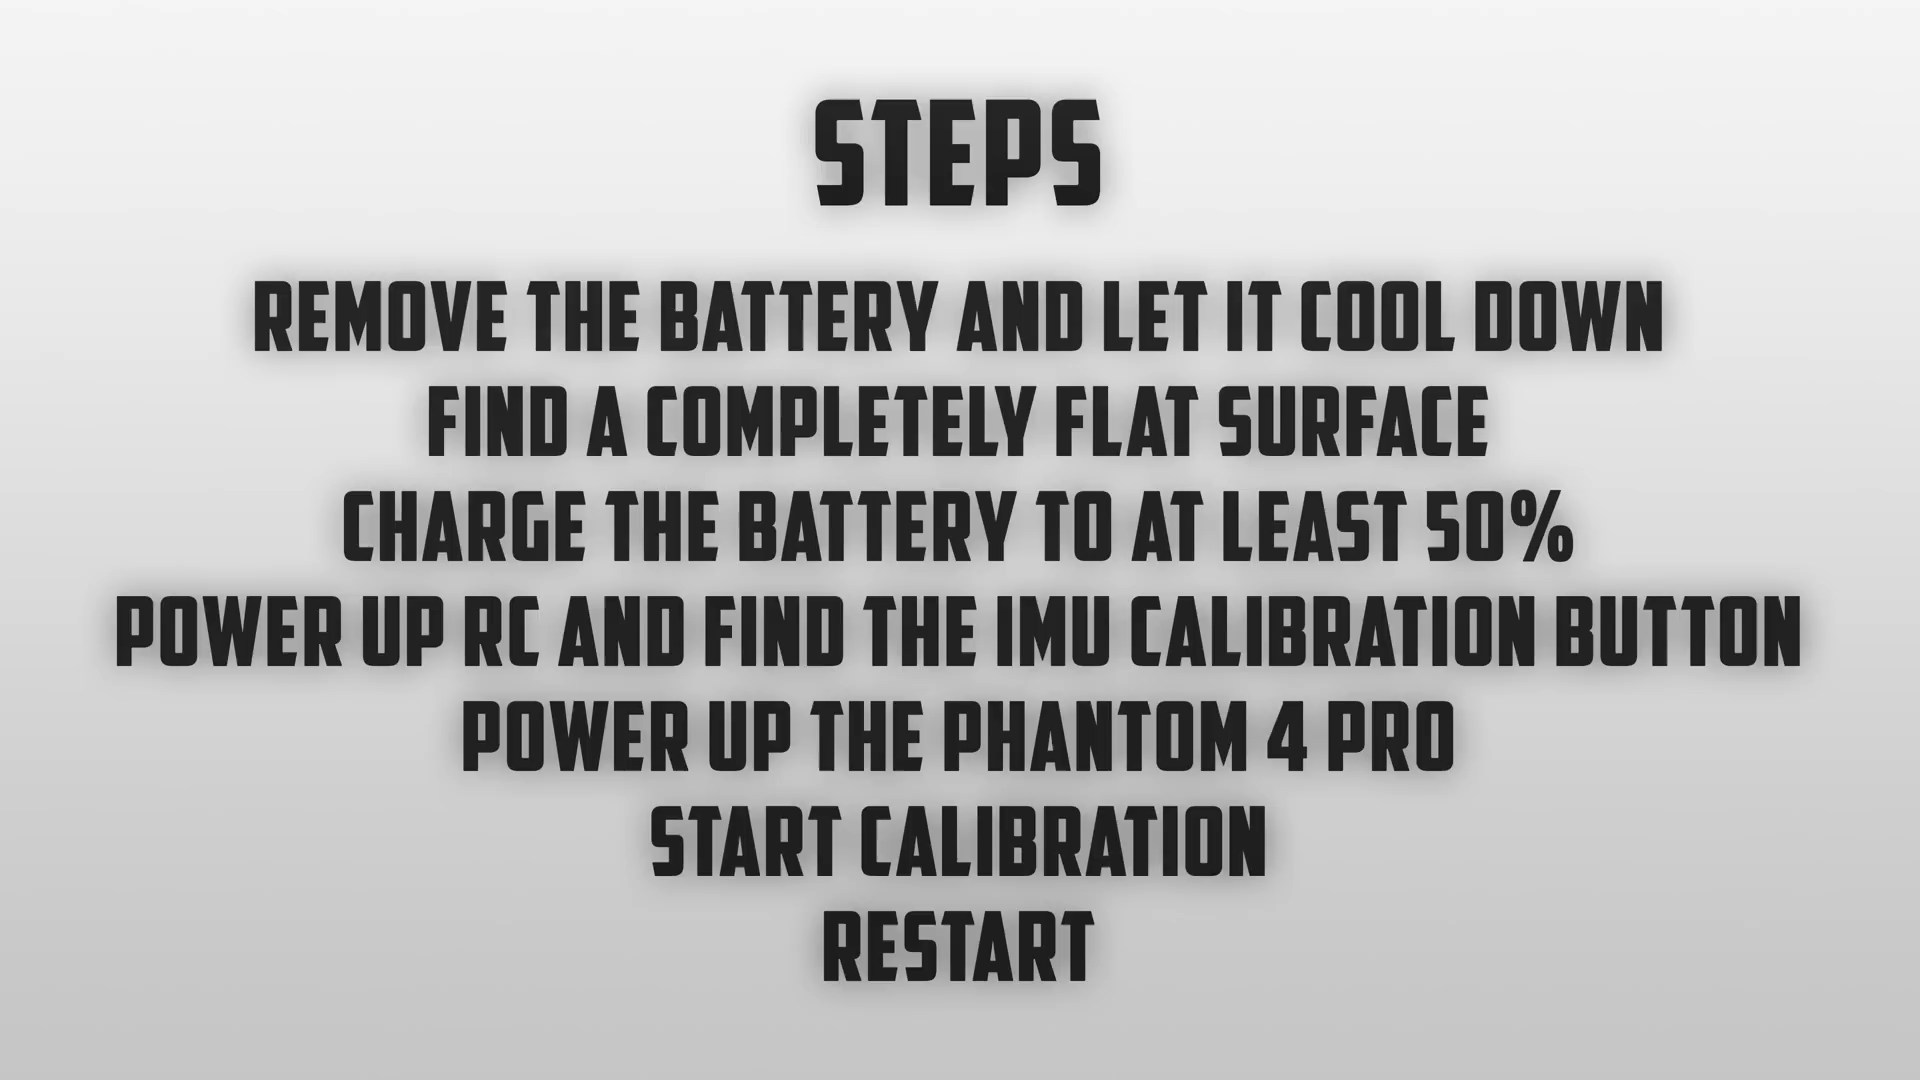 STEPS
REMOVE THE BATTERY AND LET IT COOL DOWN
FIND A COMPLETELY FLAT SURFACE
CHARGE THE BATTERY TO AT LEAST 50%
POWER UP RC AND FIND THE IMU CALIBRATION BUTTON
POWER UP THE PHANTOM 4 PRO
START CALIBRATION
RESTART